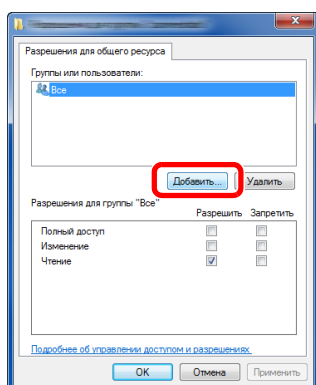 Разрешения для общего ресурса
Группы или пользователи:
Все
Добавить... Удалить
Разрешения для группы "Все"
Разрешить Запретить
Полный доступ
Изменение
Чтение
Подробнее об управлении доступом и разрешениях.
ОК Отмена Применить